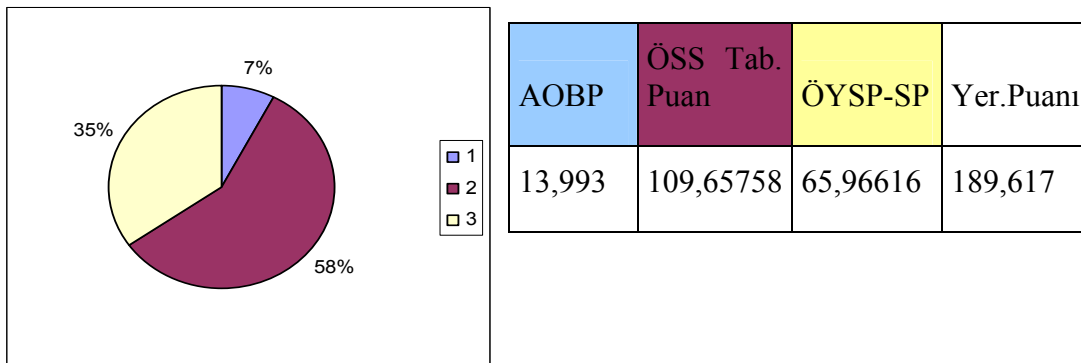 7%
35%
58%
1
2
3
AOBP
ÖSS Tab.
Puan
ÖYSP-SP
Yer.Puanı
13,993
109,65758
65,96616
189,617